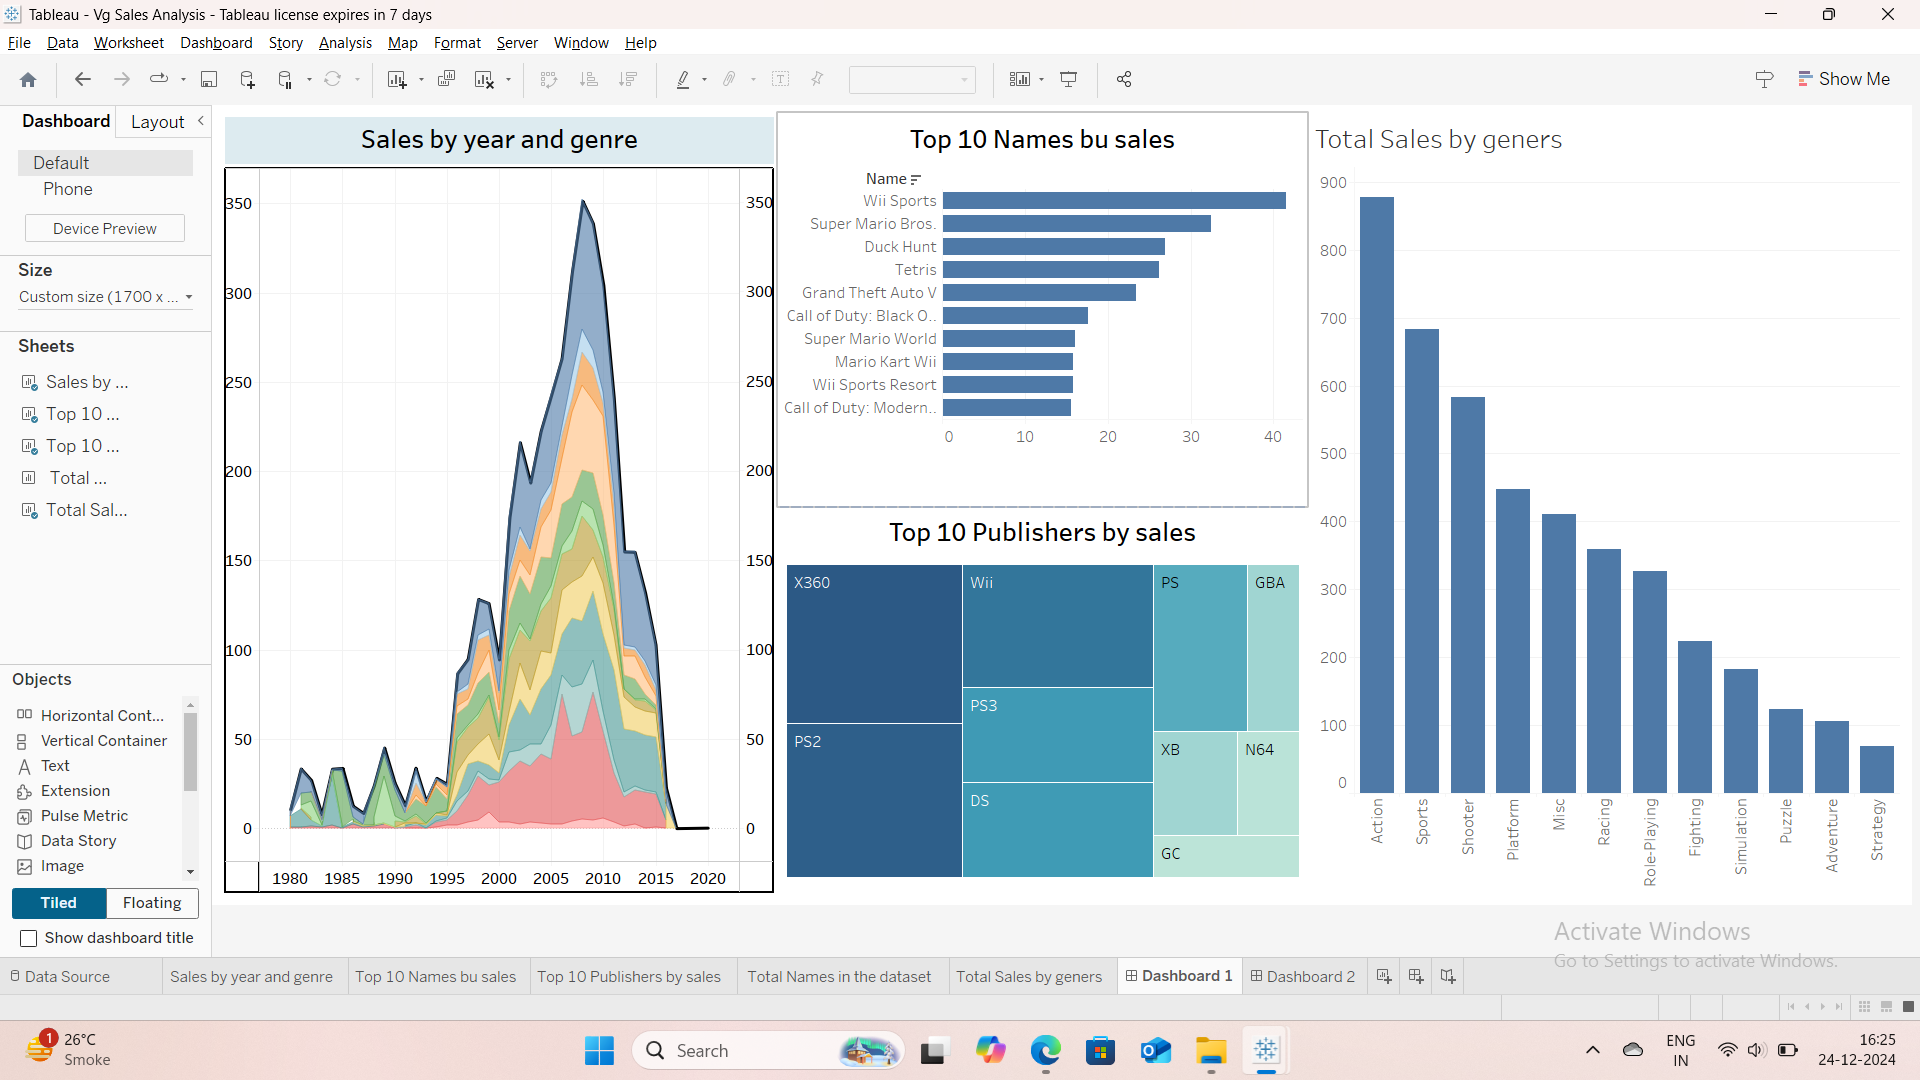 Tableau - Vg Sales Analysis - Tableau license expires in 7 days
File Data Worksheet Dashboard Story Analysis Map Format Server Window Help
Show Me
Dashboard Layout
Default
Phone
Device Preview
Size
Custom size (1700 x ...
Sheets
Sales by ...
Top 10 ...
Top 10 ...
Total ...
Total Sal...
Objects
Horizontal Cont...
Vertical Container
Text
Extension
Pulse Metric
Data Story
Image
Tiled Floating
Show dashboard title
Sales by year and genre
350 350
300 300
250 250
200 200
150 150
100 100
50 50
0 0
1980 1985 1990 1995 2000 2005 2010 2015 2020
Top 10 Names bu sales
Name
Wii Sports
Super Mario Bros.
Duck Hunt
Tetris
Grand Theft Auto V
Call of Duty: Black O..
Super Mario World
Mario Kart Wii
Wii Sports Resort
Call of Duty: Modern..
0 10 20 30 40
Top 10 Publishers by sales
X360
PS2
Wii
PS3
DS
PS
GBA
XB
N64
GC
Total Sales by geners
900
800
700
600
500
400
300
200
100
0
Action
Sports
Shooter
Platform
Misc
Racing
Role-Playing
Fighting
Simulation
Puzzle
Adventure
Strategy
Activate Windows
Go to Settings to activate Windows.
Data Source Sales by year and genre Top 10 Names bu sales Top 10 Publishers by sales Total Names in the dataset Total Sales by geners Dashboard 1 Dashboard 2
1
26°C
Smoke
Search
ENG
IN
16:25
24-12-2024